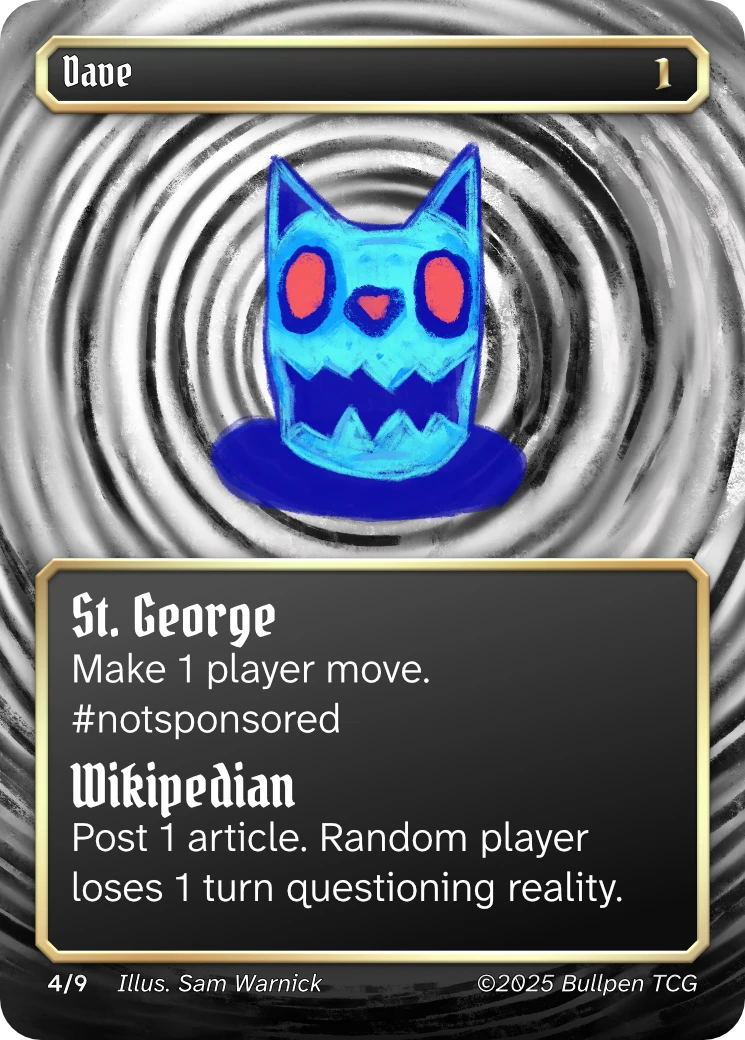 Dave
1
St. George
Make 1 player move.
#notsponsored
Wikipedian
Post 1 article. Random player
loses 1 turn questioning reality.
4/9 Illus. Sam Warnick ©2025 Bullpen TCG